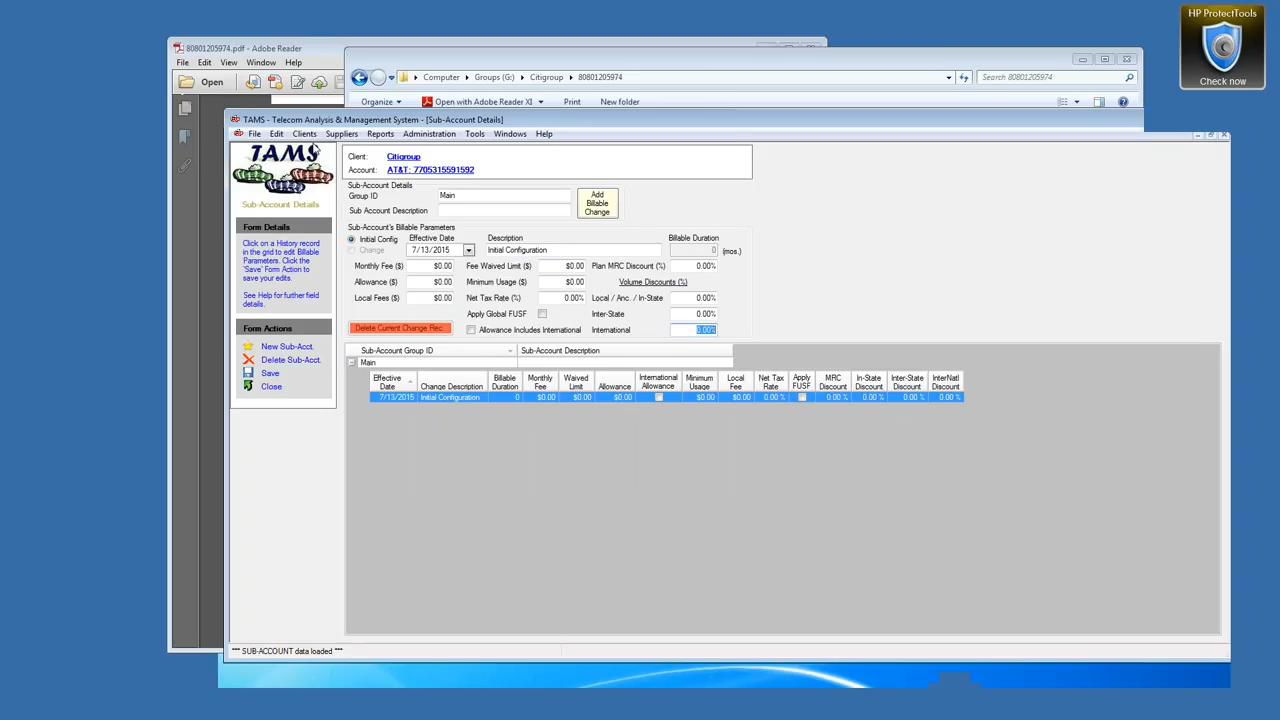 HP ProtectTools
Check now
80801205974.pdf - Adobe Reader
File Edit View Window Help
Open
Computer Groups (G:) Citigroup 80801205974
Search 80801205974
Organize Open with Adobe Reader XI Print New folder
TAMS - Telecom Analysis & Management System - [Sub-Account Details]
File Edit Clients Suppliers Reports Administration Tools Windows Help
TAMS
Sub-Account Details
Form Details
Click on a History record
in the grid to edit Billable
Parameters. Click the
'Save' Form Action to
save your edits.
See Help for further field
details.
Form Actions
New Sub-Acct.
Delete Sub-Acct.
Save
Close
Client: Citigroup
Account: AT&T: 7705315591592
Sub-Account Details
Group ID Main
Sub Account Description
Add
Billable
Change
Sub-Account's Billable Parameters
Initial Config Effective Date Description Billable Duration
Change 7/13/2015 Initial Configuration 0 (mos.)
Monthly Fee ($) $0.00 Fee Waived Limit ($) $0.00 Plan MRC Discount (%) 0.00%
Allowance ($) $0.00 Minimum Usage ($) $0.00 Volume Discounts (%)
Local Fees ($) $0.00 Net Tax Rate (%) 0.00% Local / Anc. / In-State 0.00%
Apply Global FUSF Inter-State 0.00%
Delete Current Change Rec Allowance Includes International International 0.00%
Sub-Account Group ID Sub-Account Description
Main
Effective Date Change Description Billable Duration Monthly Fee Waived Limit Allowance International Allowance Minimum Usage Local Fee Net Tax Rate Apply FUSF MRC Discount In-State Discount Inter-State Discount InterNatl Discount
7/13/2015 Initial Configuration 0 $0.00 $0.00 $0.00 $0.00 $0.00 0.00 % 0.00 % 0.00 % 0.00 % 0.00 %
*** SUB-ACCOUNT data loaded ***